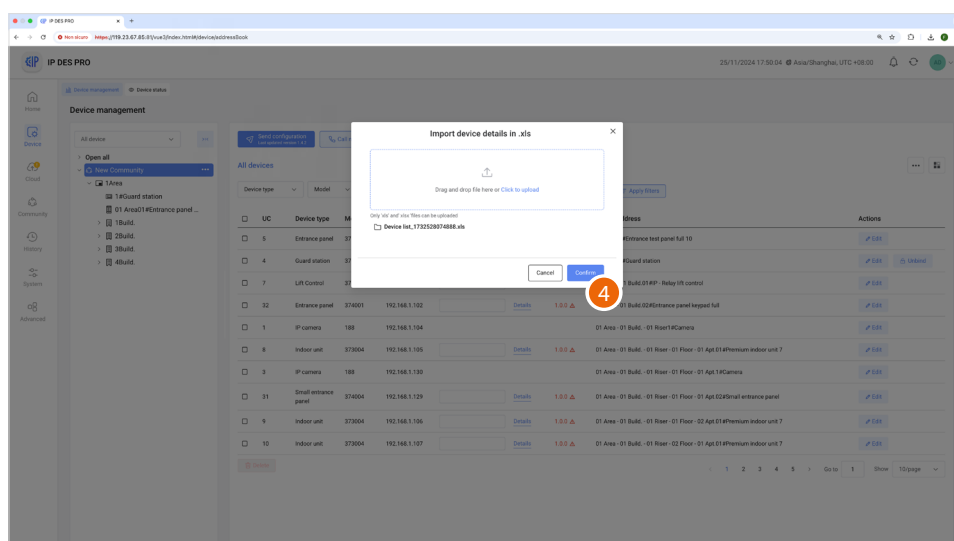 IP DES PRO
Non sicuro https://119.23.67.85:81/vue3/index.html#/device/addressBook
IP DES PRO
25/11/2024 17:50:04 Asia/Shanghai, UTC +08:00
Device management Device status
Home
Device management
Device
Cloud
Community
History
System
Advanced
All device
Open all
New Community
1Area
1#Guard station
01 Area01#Entrance panel ...
1Build.
2Build.
3Build.
4Build.
Send configuration
Call
All devices
Device type Model
Apply filters
Import device details in .xls
Drag and drop file here or Click to upload
Only 'xls' and' xlsx 'files can be uploaded
Device list_1732528074888.xls
Cancel Confirm
4
UC Device type Actions
5 Entrance panel #Entrance test panel full 10 Edit
4 Guard station #Guard station Edit Unbind
7 Lift Control 1 Build.01#IP - Relay lift control Edit
32 Entrance panel 374001 192.168.1.102 Details 1.0.0 1 Build.02#Entrance panel keypad full Edit
1 IP camera 188 192.168.1.104 01 Area - 01 Build. - 01 Riser1#Camera Edit
8 Indoor unit 373004 192.168.1.105 Details 1.0.0 01 Area - 01 Build. - 01 Riser - 01 Floor - 01 Apt.01#Premium indoor unit 7 Edit
3 IP camera 188 192.168.1.130 01 Area - 01 Build. - 01 Riser - 01 Floor - 01 Apt.1#Camera Edit
31 Small entrance panel 374004 192.168.1.129 Details 1.0.0 01 Area - 01 Build. - 01 Riser - 01 Floor - 01 Apt.02#Small entrance panel Edit
9 Indoor unit 373004 192.168.1.106 Details 1.0.0 01 Area - 01 Build. - 01 Riser - 01 Floor - 02 Apt.01#Premium indoor unit 7 Edit
10 Indoor unit 373004 192.168.1.107 Details 1.0.0 01 Area - 01 Build. - 01 Riser - 02 Floor - 01 Apt.01#Premium indoor unit 7 Edit
1 2 3 4 5 Go to 1 Show 10/page